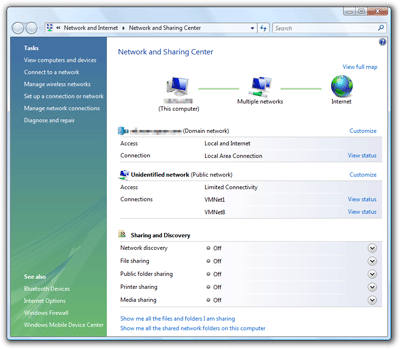 Network and Internet Network and Sharing Center
Search
Tasks
View computers and devices
Connect to a network
Manage wireless networks
Set up a connection or network
Manage network connections
Diagnose and repair
See also
Bluetooth Devices
Internet Options
Windows Firewall
Windows Mobile Device Center
Network and Sharing Center
View full map
(This computer)
Multiple networks
Internet
(Domain network) Customize
Access Local and Internet
Connection Local Area Connection View status
Unidentified network (Public network) Customize
Access Limited Connectivity
Connections VMNet1 View status
VMNet8 View status
Sharing and Discovery
Network discovery Off
File sharing Off
Public folder sharing Off
Printer sharing Off
Media sharing Off
Show me all the files and folders I am sharing
Show me all the shared network folders on this computer